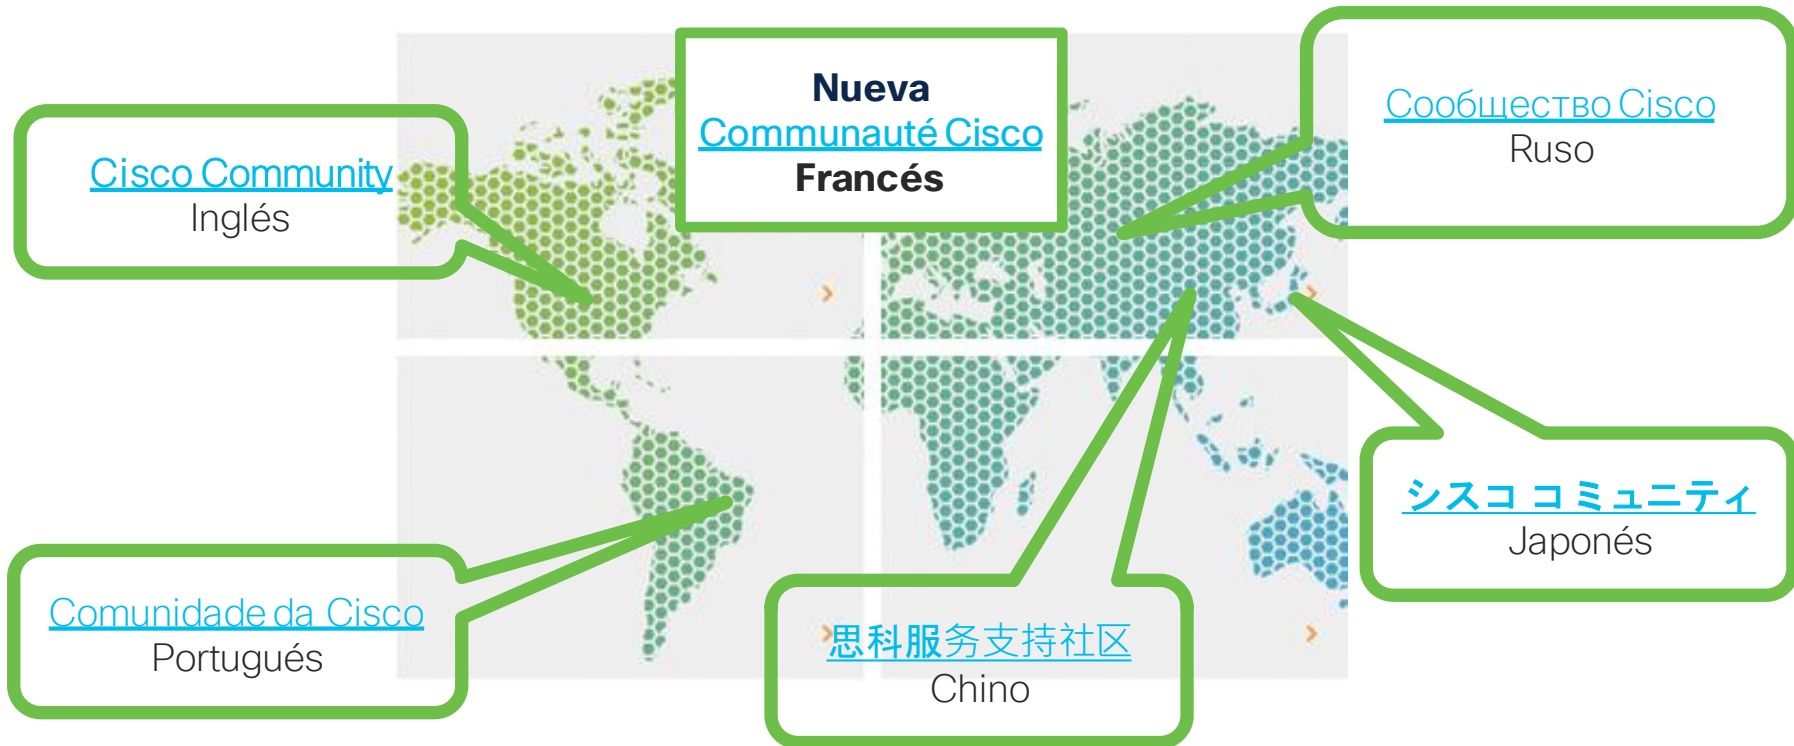 Nueva
Communauté Cisco
Francés
Сообщество Cisco
Ruso
Cisco Community
Inglés
シスコ コミュニティ
Japonés
Comunidade da Cisco
Portugués
思科服务支持社区
Chino